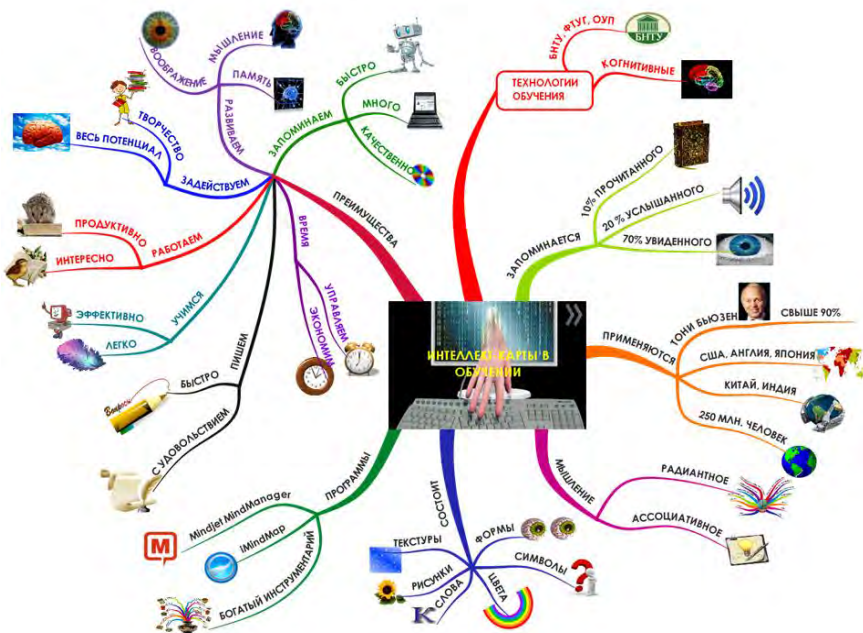 ИНТЕЛЛЕКТ-КАРТЫ В
ОБУЧЕНИИ
ТЕХНОЛОГИИ
ОБУЧЕНИЯ
БНТУ, ФТУГ, ОУП
БНТУ
КОГНИТИВНЫЕ
ЗАПОМИНАЕТСЯ
10% ПРОЧИТАННОГО
20 % УСЛЫШАННОГО
70% УВИДЕННОГО
ПРИМЕНЯЮТСЯ
ТОНИ БЬЮЗЕН
СВЫШЕ 90%
США, АНГЛИЯ, ЯПОНИЯ
КИТАЙ, ИНДИЯ
250 МЛН. ЧЕЛОВЕК
МЫШЛЕНИЕ
РАДИАНТНОЕ
АССОЦИАТИВНОЕ
СОСТОИТ
ФОРМЫ
СИМВОЛЫ
ЦВЕТА
СЛОВА
К
РИСУНКИ
ТЕКСТУРЫ
ПРОГРАММЫ
Mindjet MindManager
M
iMindMap
БОГАТЫЙ ИНСТРУМЕНТАРИЙ
ПРЕИМУЩЕСТВА
ВРЕМЯ
УПРАВЛЯЕМ
ЭКОНОМИМ
ПИШЕМ
БЫСТРО
Вопросы
С УДОВОЛЬСТВИЕМ
УЧИМСЯ
ЭФФЕКТИВНО
ЛЕГКО
РАБОТАЕМ
ПРОДУКТИВНО
ИНТЕРЕСНО
ЗАДЕЙСТВУЕМ
ТВОРЧЕСТВО
ВЕСЬ ПОТЕНЦИАЛ
РАЗВИВАЕМ
ВООБРАЖЕНИЕ
МЫШЛЕНИЕ
ПАМЯТЬ
ЗАПОМИНАЕМ
БЫСТРО
МНОГО
КАЧЕСТВЕННО